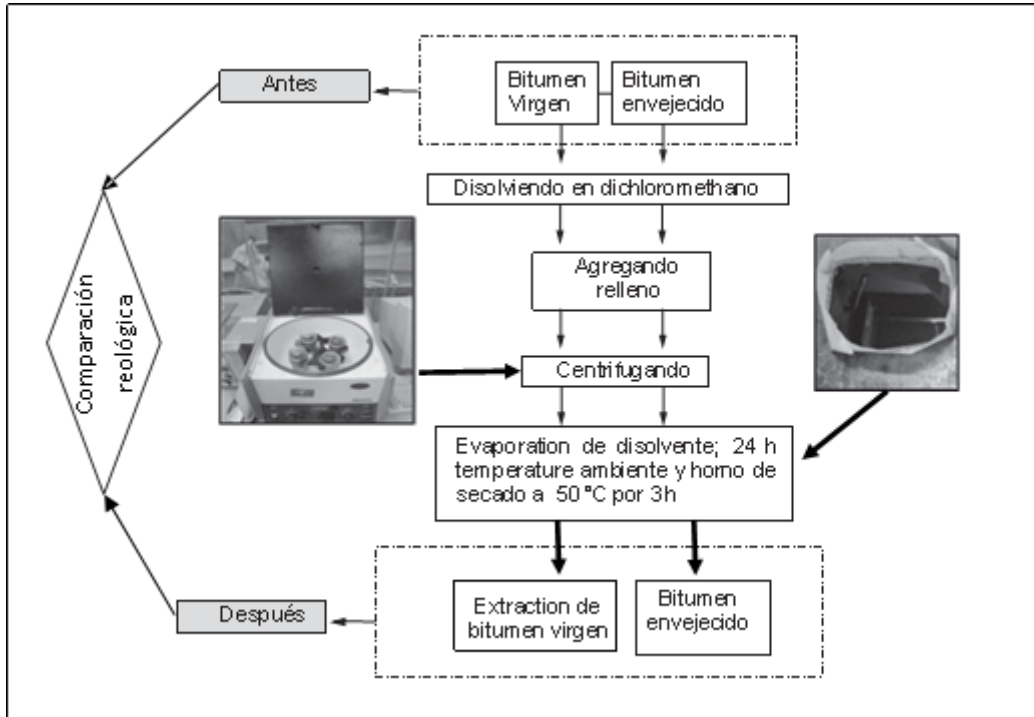 Antes
Bitumen
Virgen
Bitumen
envejecido
Disolviendo en dichloromethano
Agregando
relleno
Comparación
reológica
Centrifugando
Evaporation de disolvente; 24 h
temperature ambiente y horno de
secado a 50 °C por 3h
Después
Extraction de
bitumen virgen
Bitumen
envejecido